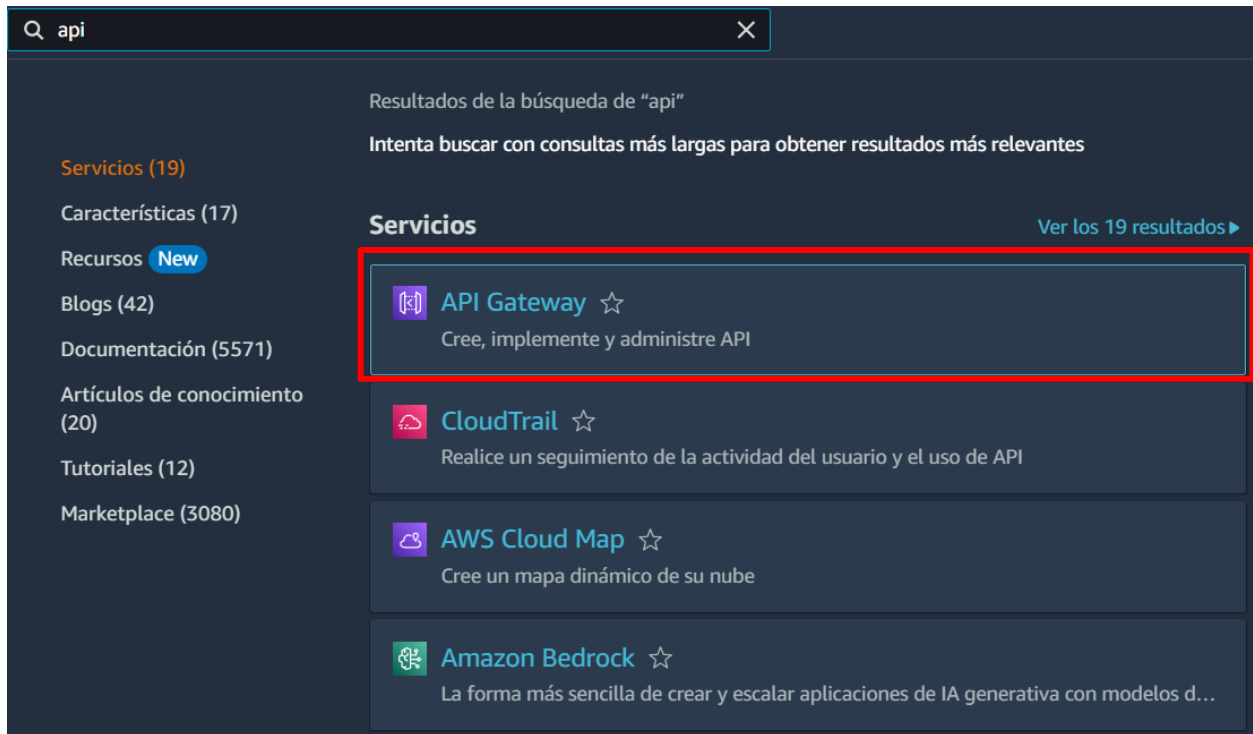 api
Resultados de la búsqueda de “api”
Intenta buscar con consultas más largas para obtener resultados más relevantes
Servicios (19)
Características (17)
Recursos New
Blogs (42)
Documentación (5571)
Artículos de conocimiento
(20)
Tutoriales (12)
Marketplace (3080)
Servicios
Ver los 19 resultados
API Gateway
Cree, implemente y administre API
CloudTrail
Realice un seguimiento de la actividad del usuario y el uso de API
AWS Cloud Map
Cree un mapa dinámico de su nube
Amazon Bedrock
La forma más sencilla de crear y escalar aplicaciones de IA generativa con modelos d…